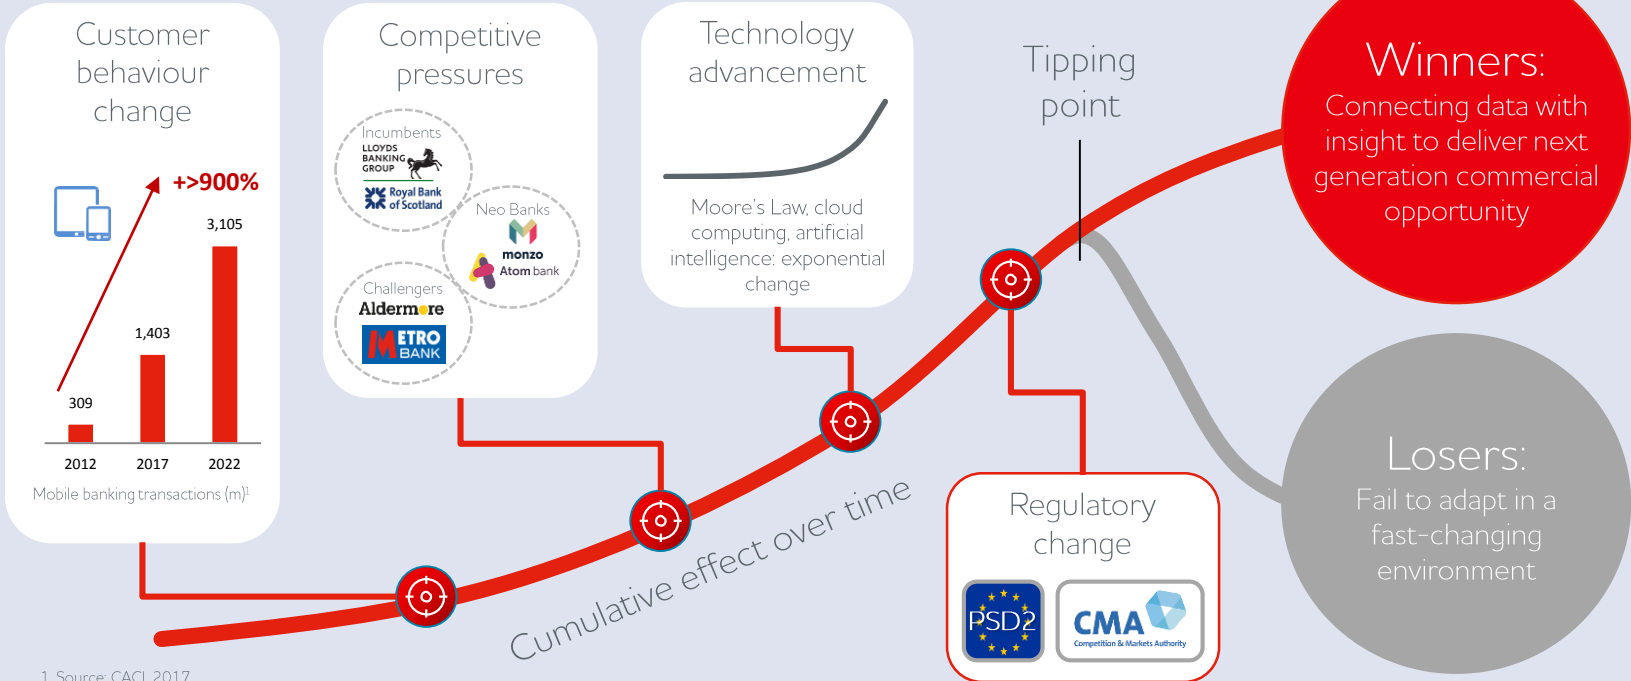 Customer
behaviour
change
+>900%
3,105
1,403
309
2012 2017 2022
Mobile banking transactions (m)¹
Competitive
pressures
Incumbents
LLOYDS
BANKING
GROUP
Royal Bank
of Scotland
Neo Banks
monzo
Atom bank
Challengers
Aldermore
METRO
BANK
Technology
advancement
Moore's Law, cloud
computing, artificial
intelligence: exponential
change
Tipping
point
Winners:
Connecting data with
insight to deliver next
generation commercial
opportunity
Losers:
Fail to adapt in a
fast-changing
environment
Cumulative effect over time
Regulatory
change
PSD2
CMA
Competition & Markets Authority
1. Source: CACI 2017